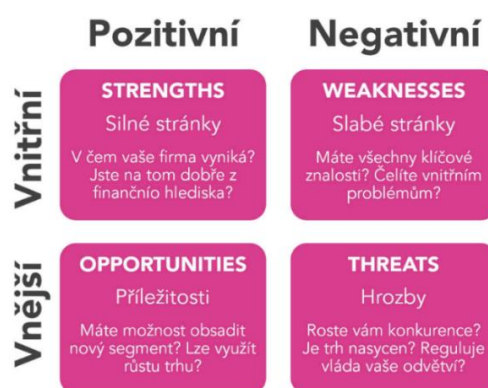 Pozitivní
Negativní
Vnitřní
STRENGTHS
Silné stránky
V čem vaše firma vyniká?
Jste na tom dobře z
finančnío hlediska?
WEAKNESSES
Slabé stránky
Máte všechny klíčové
znalosti? Čelíte vnitřním
problémům?
Vnější
OPPORTUNITIES
Příležitosti
Máte možnost obsadit
nový segment? Lze využít
růstu trhu?
THREATS
Hrozby
Roste vám konkurence?
Je trh nasycen? Reguluje
vláda vaše odvětví?